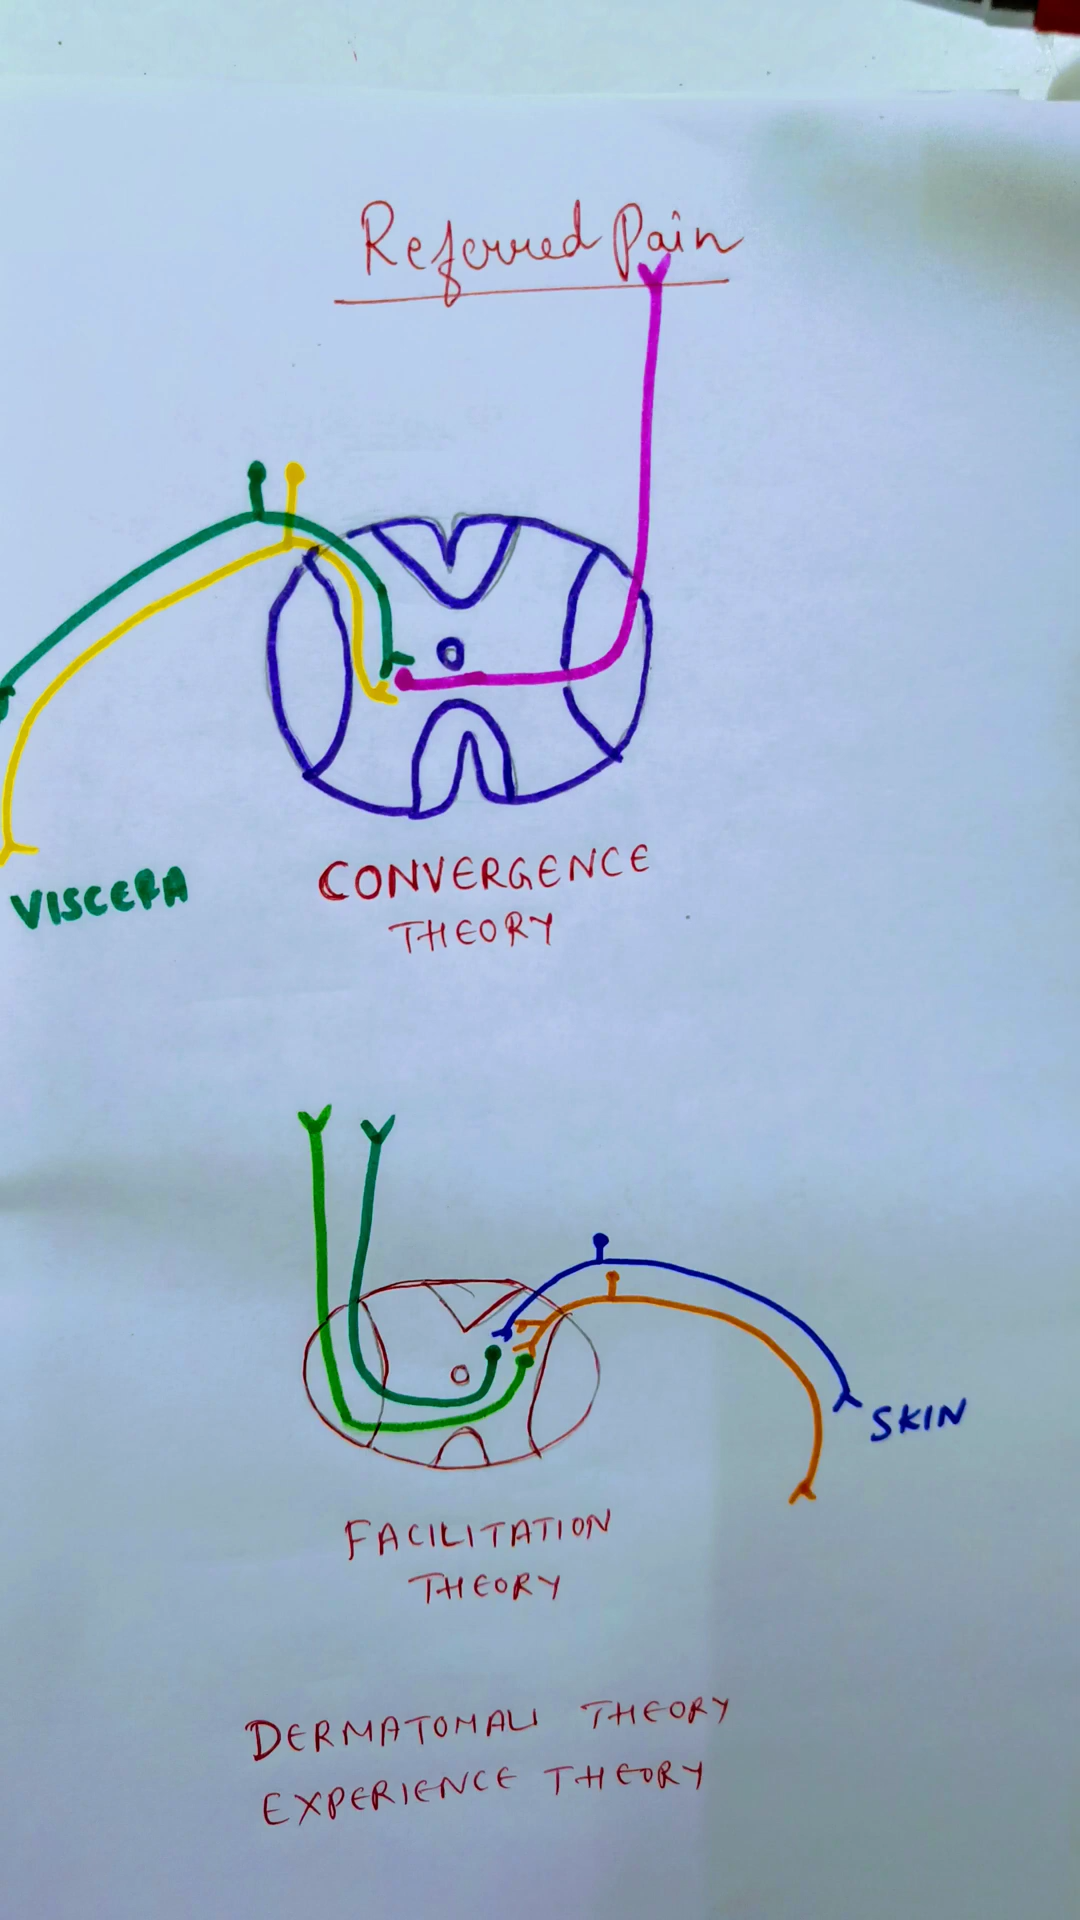 Referred Pain
VISCERA
CONVERGENCE
THEORY
SKIN
FACILITATION
THEORY
DERMATOMAL THEORY
EXPERIENCE THEORY